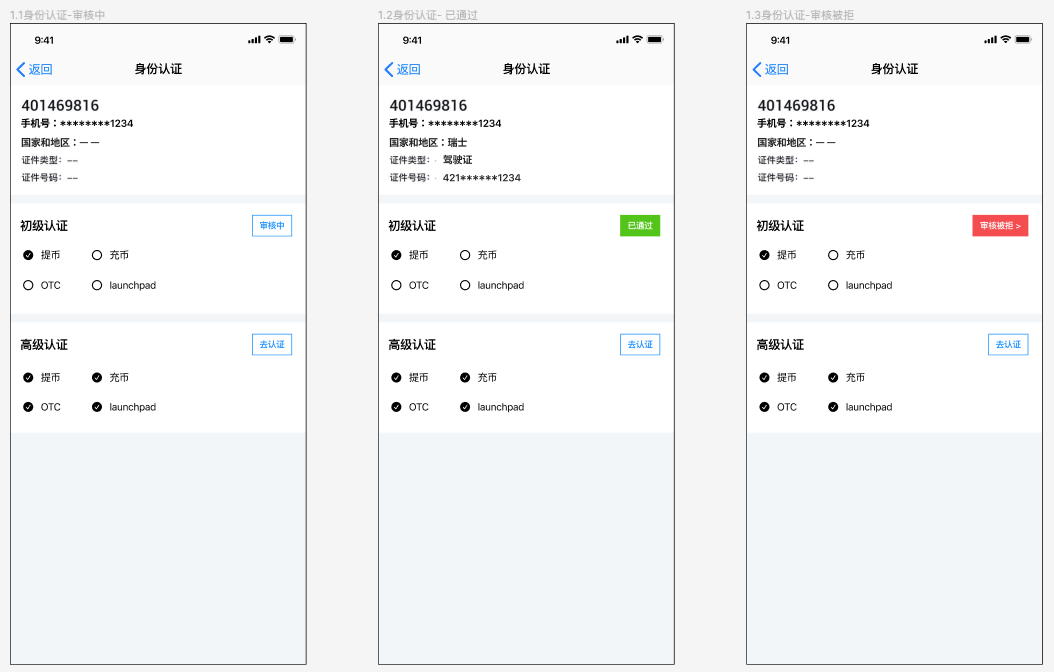 1.1身份认证-审核中
9:41
返回
身份认证
401469816
手机号：********1234
国家和地区：— —
证件类型：––
证件号码：––
初级认证
审核中
提币
充币
OTC
launchpad
高级认证
去认证
提币
充币
OTC
launchpad
1.2身份认证- 已通过
9:41
返回
身份认证
401469816
手机号：********1234
国家和地区：瑞士
证件类型： 驾驶证
证件号码： 421******1234
初级认证
已通过
提币
充币
OTC
launchpad
高级认证
去认证
提币
充币
OTC
launchpad
1.3身份认证-审核被拒
9:41
返回
身份认证
401469816
手机号：********1234
国家和地区：— —
证件类型：––
证件号码：––
初级认证
审核被拒 >
提币
充币
OTC
launchpad
高级认证
去认证
提币
充币
OTC
launchpad